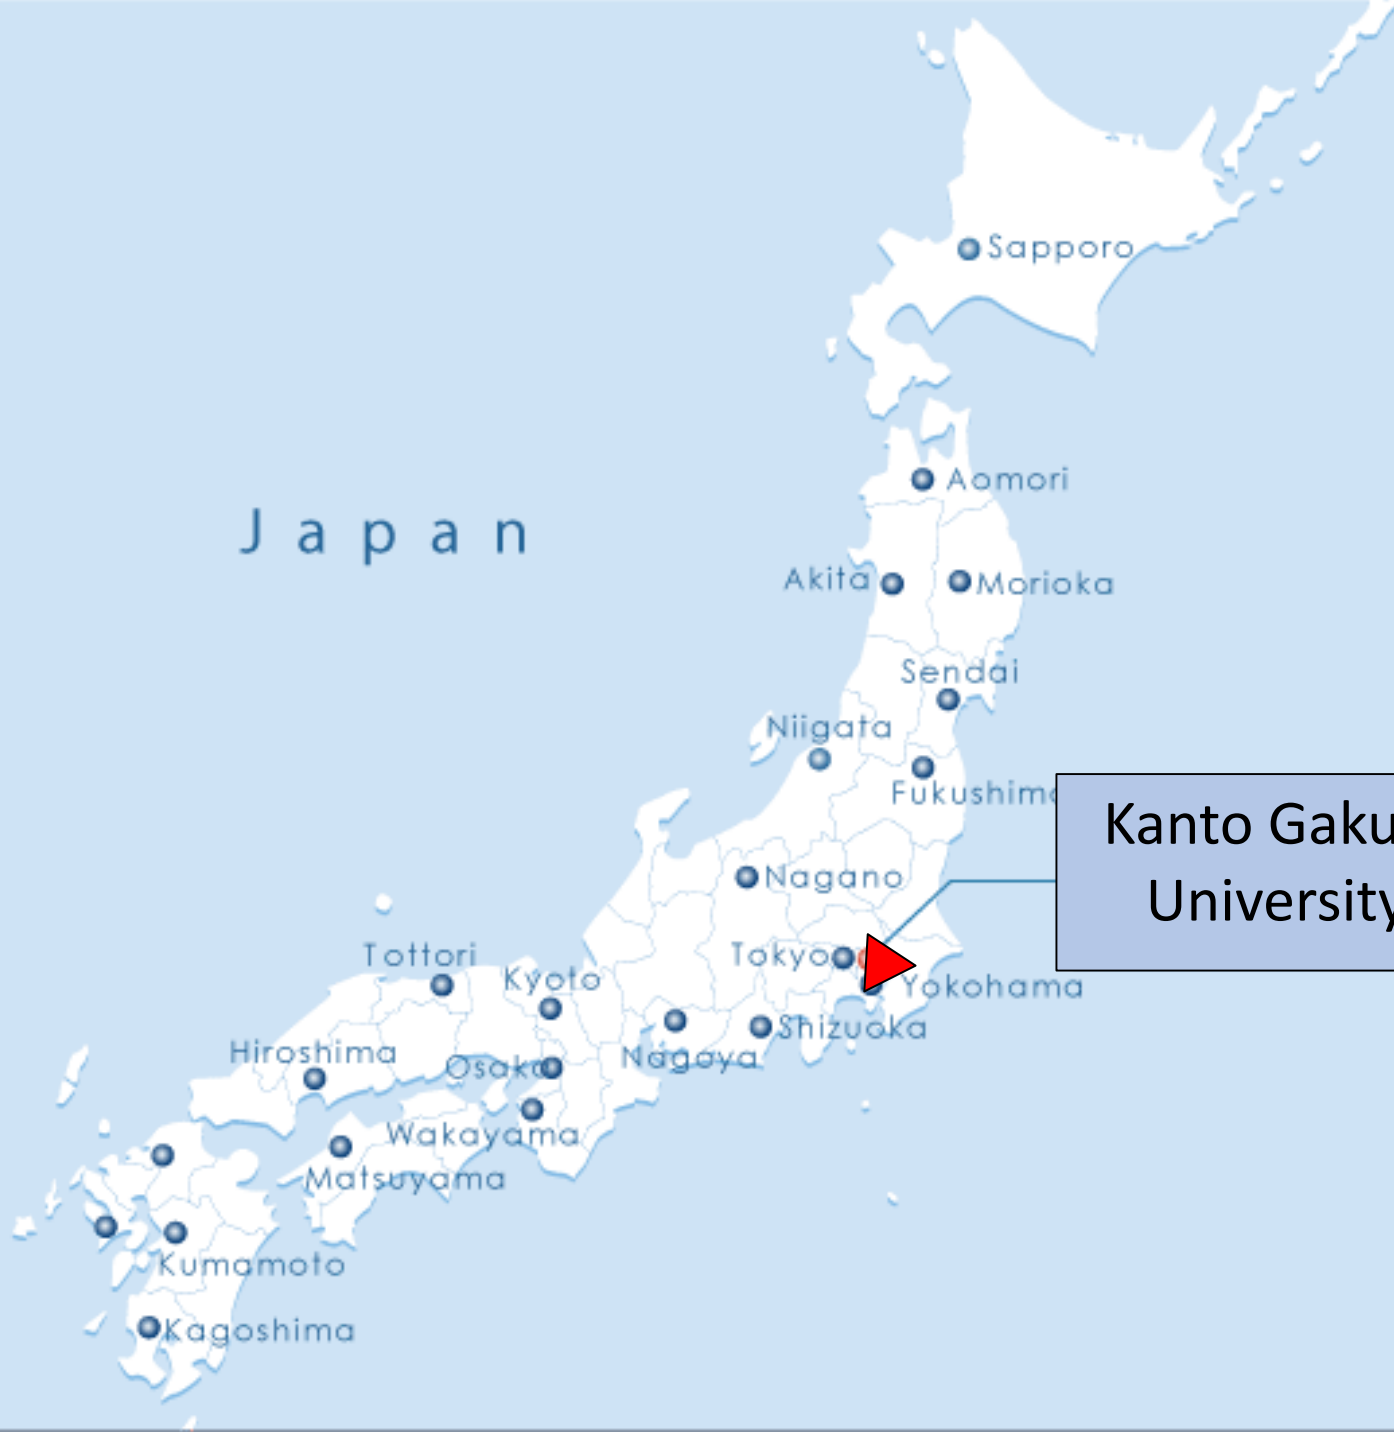 Sapporo
Aomori
Japan
Akita
Morioka
Sendai
Niigata
Fukushima
Kanto Gaku
University
Nagano
Tottori
Tokyo
Kyoto
Yokohama
Shizuoka
Hiroshima
Osaka
Nagoya
Wakayama
Matsuyama
Kumamoto
Kagoshima